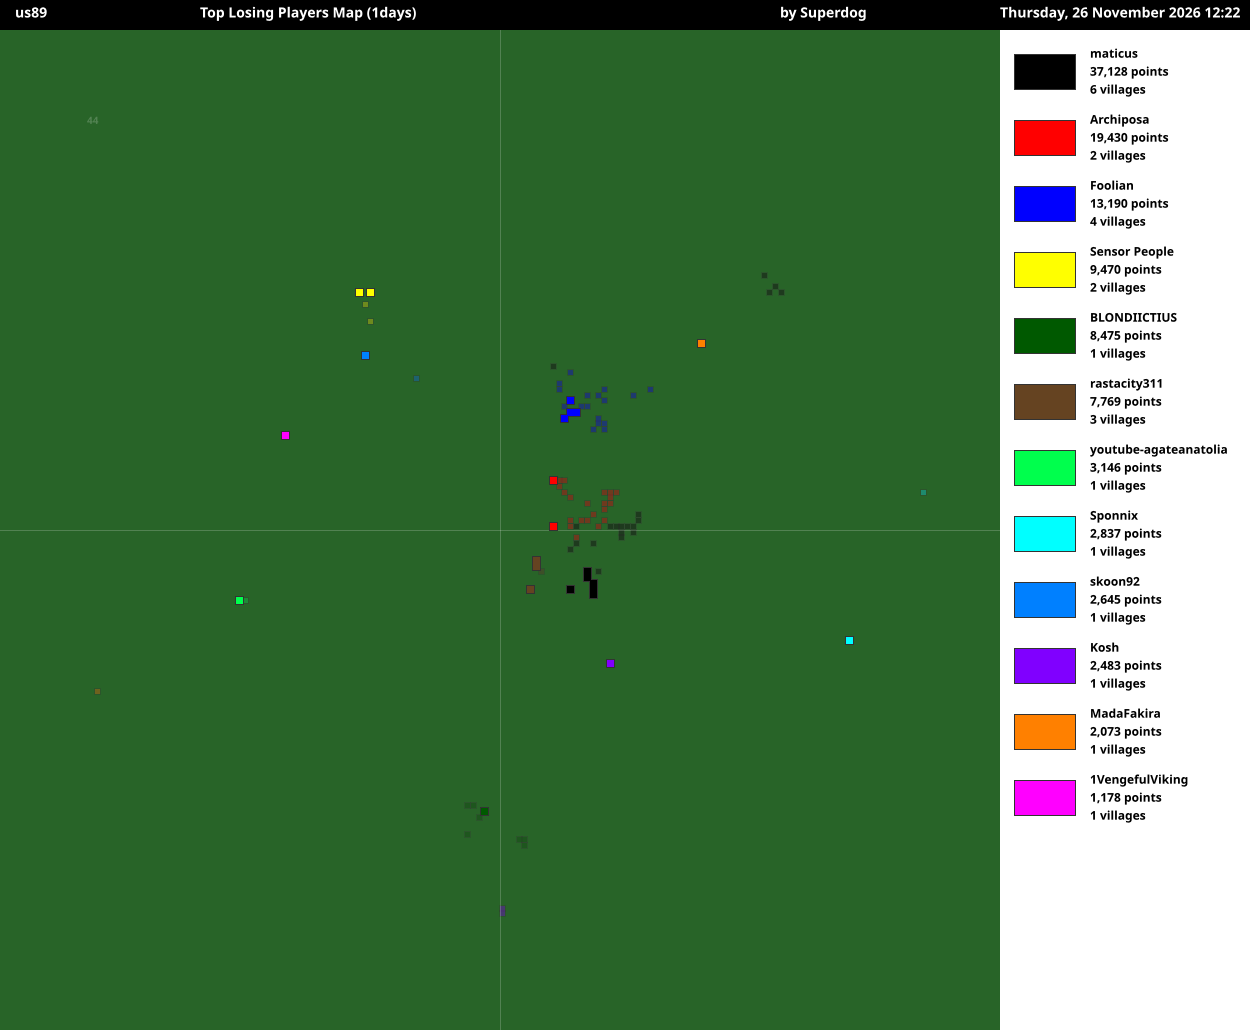 us89 Top Losing Players Map (1days) by Superdog Thursday, 26 November 2026 12:22
44
maticus
37,128 points
6 villages
Archiposa
19,430 points
2 villages
Foolian
13,190 points
4 villages
Sensor People
9,470 points
2 villages
BLONDIICTIUS
8,475 points
1 villages
rastacity311
7,769 points
3 villages
youtube-agateanatolia
3,146 points
1 villages
Sponnix
2,837 points
1 villages
skoon92
2,645 points
1 villages
Kosh
2,483 points
1 villages
MadaFakira
2,073 points
1 villages
1VengefulViking
1,178 points
1 villages